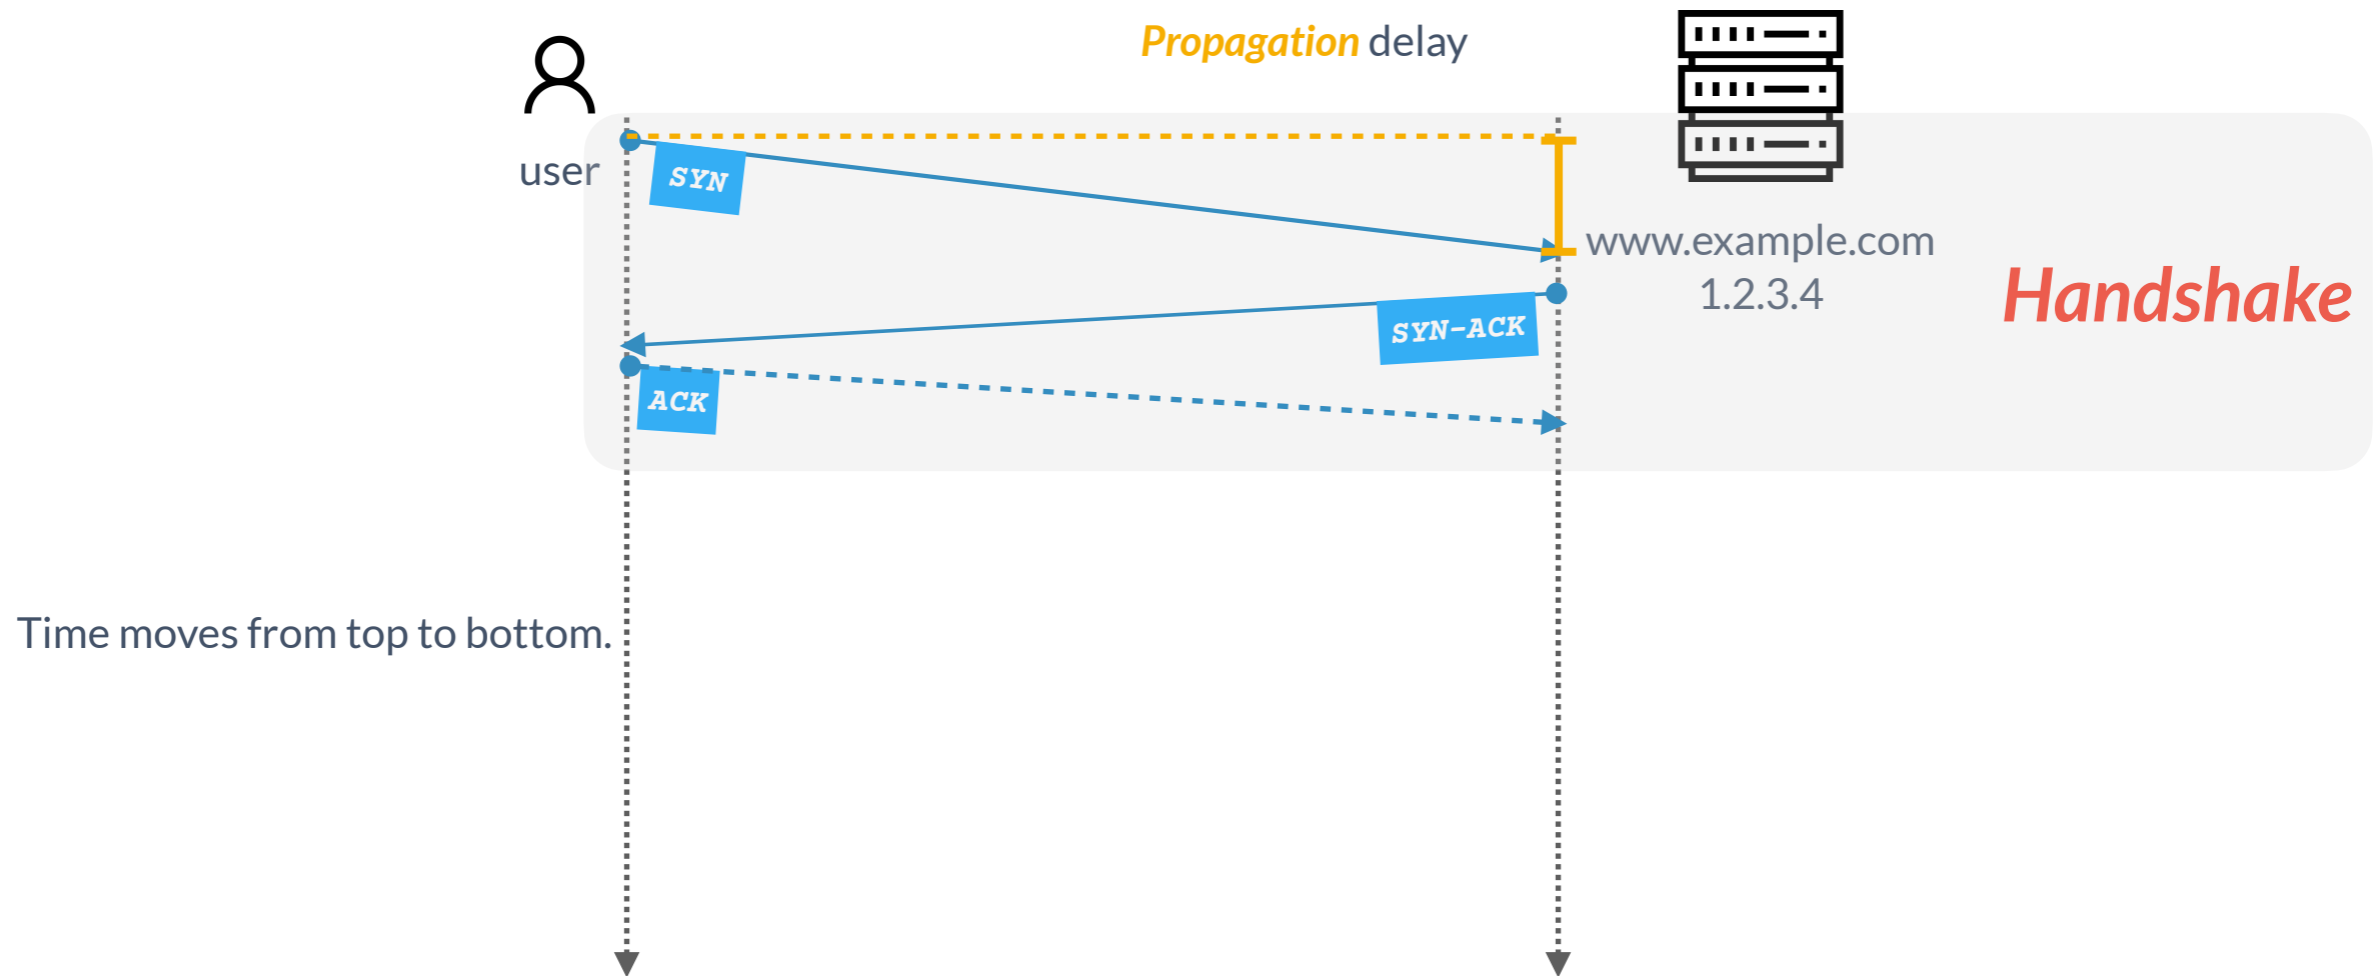 Propagation delay
user
SYN
www.example.com
1.2.3.4
Handshake
SYN-ACK
ACK
Time moves from top to bottom.